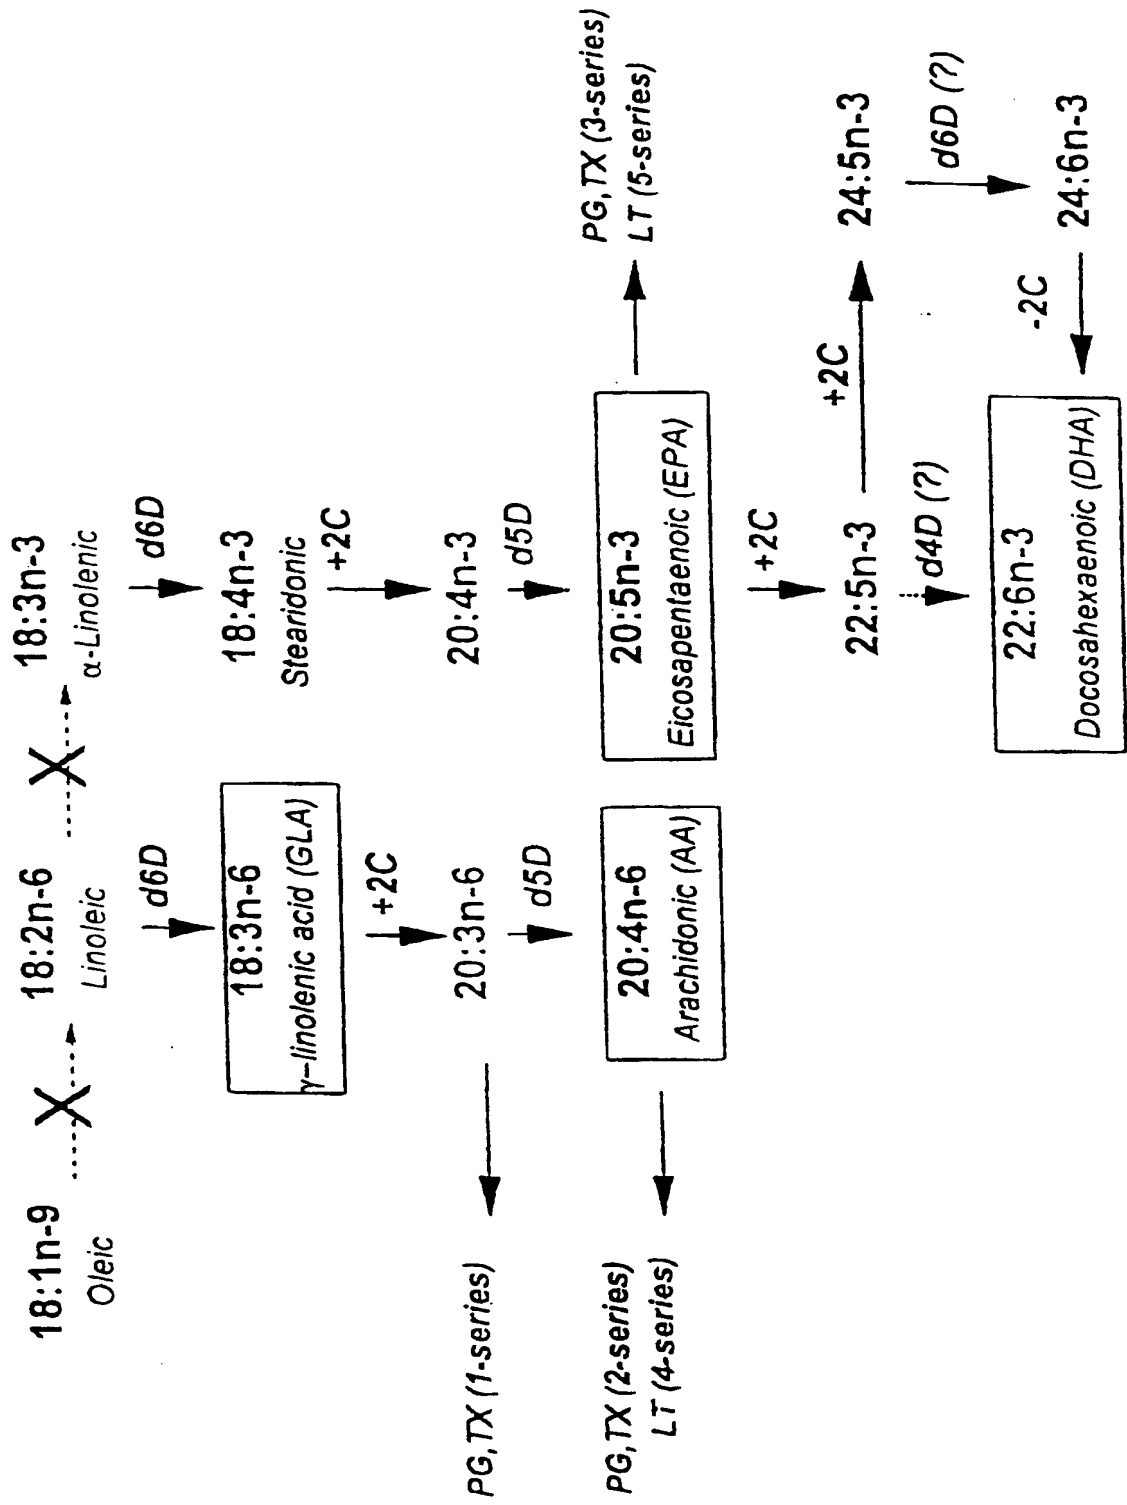 18:1n-9
Oleic
18:2n-6
Linoleic
18:3n-3
α-Linolenic
d6D
d6D
18:3n-6
γ-linolenic acid (GLA)
18:4n-3
Stearidonic
+2C
+2C
PG,TX (1-series)
20:3n-6
20:4n-3
d5D
d5D
PG,TX (2-series)
LT (4-series)
20:4n-6
Arachidonic (AA)
20:5n-3
Eicosapentaenoic (EPA)
PG,TX (3-series)
LT (5-series)
+2C
22:5n-3
+2C
24:5n-3
d4D (?)
d6D (?)
22:6n-3
Docosahexaenoic (DHA)
-2C
24:6n-3